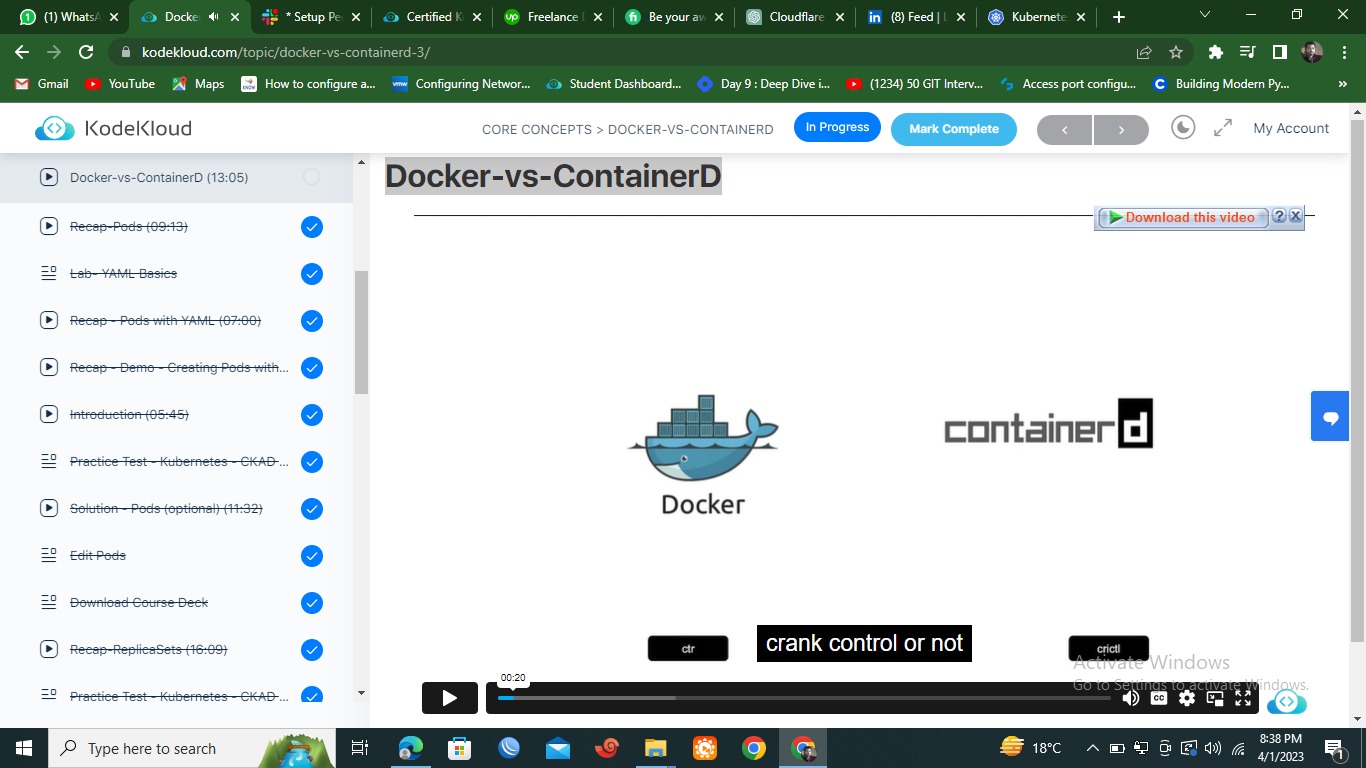 (1) WhatsA
Docke
* Setup Pe
Certified K
Freelance
Be your aw
Cloudflare
(8) Feed | L
Kubernete
kodekloud.com/topic/docker-vs-containerd-3/
Gmail
YouTube
Maps
How to configure a...
Configuring Networ...
Student Dashboard...
Day 9 : Deep Dive i...
(1234) 50 GIT Interv...
Access port configu...
Building Modern Py...
KodeKloud
CORE CONCEPTS > DOCKER-VS-CONTAINERD
In Progress
Mark Complete
My Account
Docker-vs-ContainerD (13:05)
Recap-Pods (09:13)
Lab- YAML Basics
Recap - Pods with YAML (07:00)
Recap - Demo - Creating Pods with...
Introduction (05:45)
Practice Test - Kubernetes - CKAD ...
Solution - Pods (optional) (11:32)
Edit Pods
Download Course Deck
Recap-ReplicaSets (16:09)
Practice Test - Kubernetes - CKAD ...
Docker-vs-ContainerD
Download this video
Docker
containerd
ctr
crank control or not
crictl
00:20
CC
Activate Windows
Go to Settings to activate Windows.
Type here to search
18°C
8:38 PM
4/1/2023
1